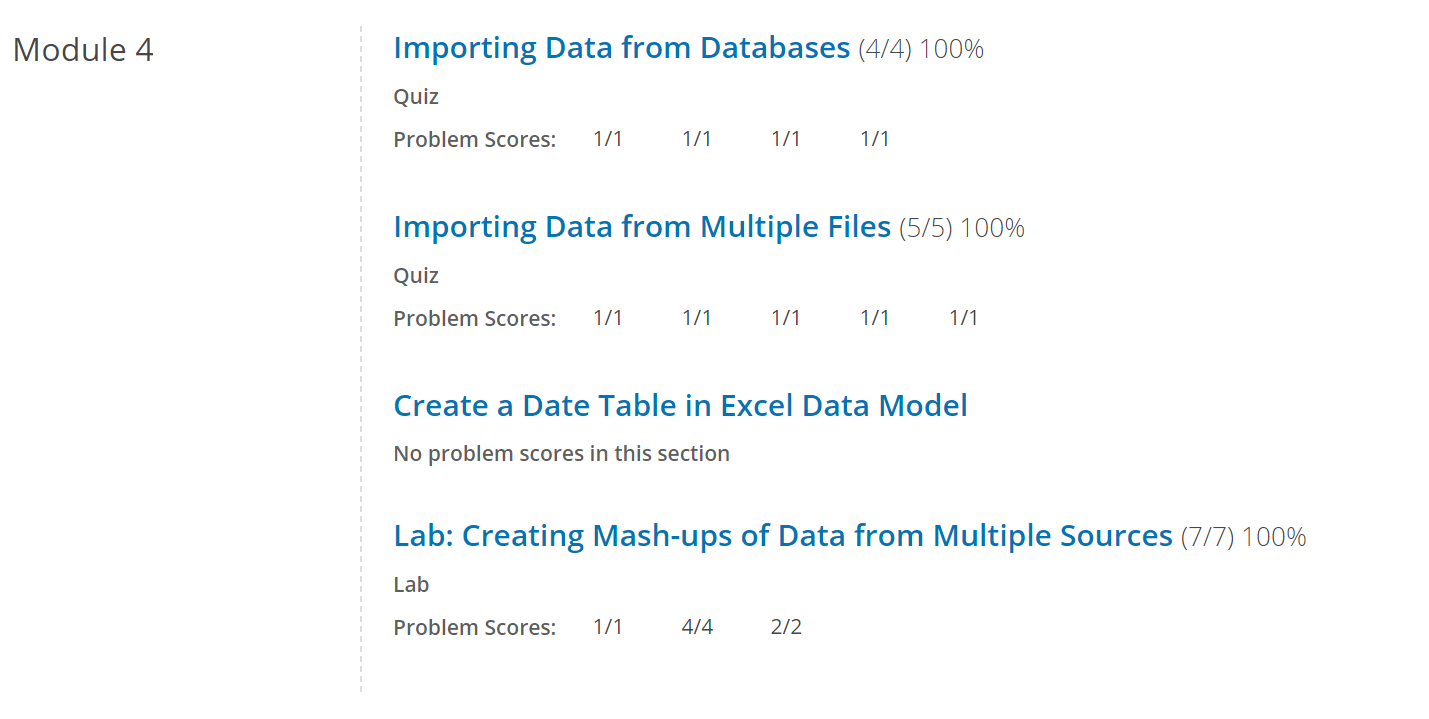 Module 4
Importing Data from Databases (4/4) 100%
Quiz
Problem Scores: 1/1 1/1 1/1 1/1
Importing Data from Multiple Files (5/5) 100%
Quiz
Problem Scores: 1/1 1/1 1/1 1/1 1/1
Create a Date Table in Excel Data Model
No problem scores in this section
Lab: Creating Mash-ups of Data from Multiple Sources (7/7) 100%
Lab
Problem Scores: 1/1 4/4 2/2